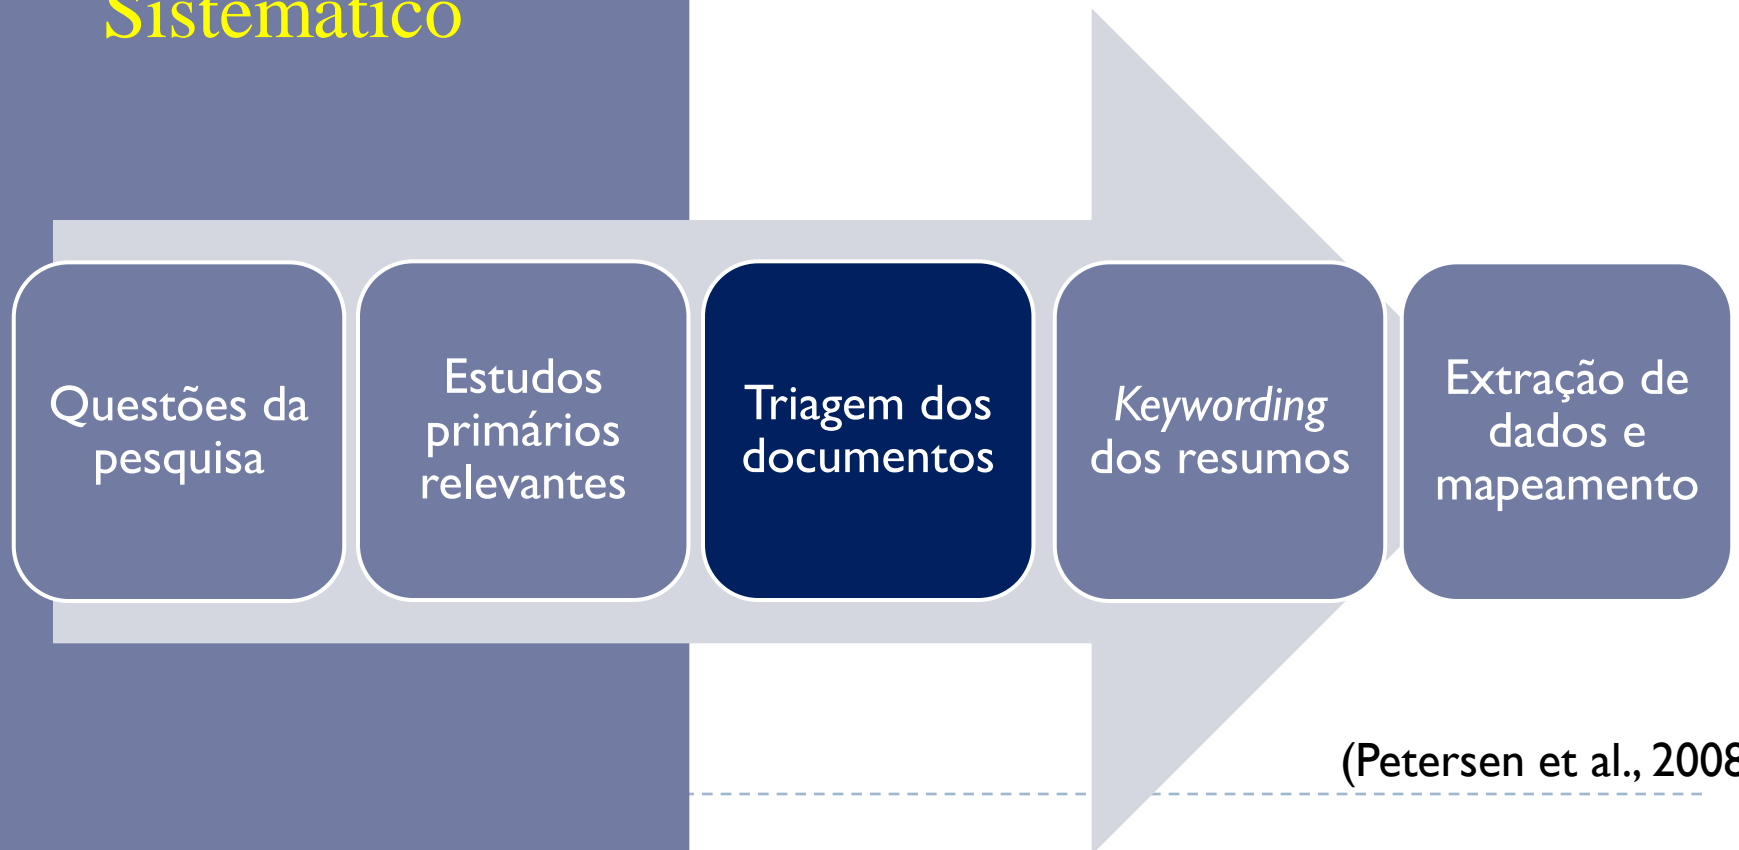 Sistemático
Questões da
pesquisa
Estudos
primários
relevantes
Triagem dos
documentos
Keywording
dos resumos
Extração de
dados e
mapeamento
(Petersen et al., 2008